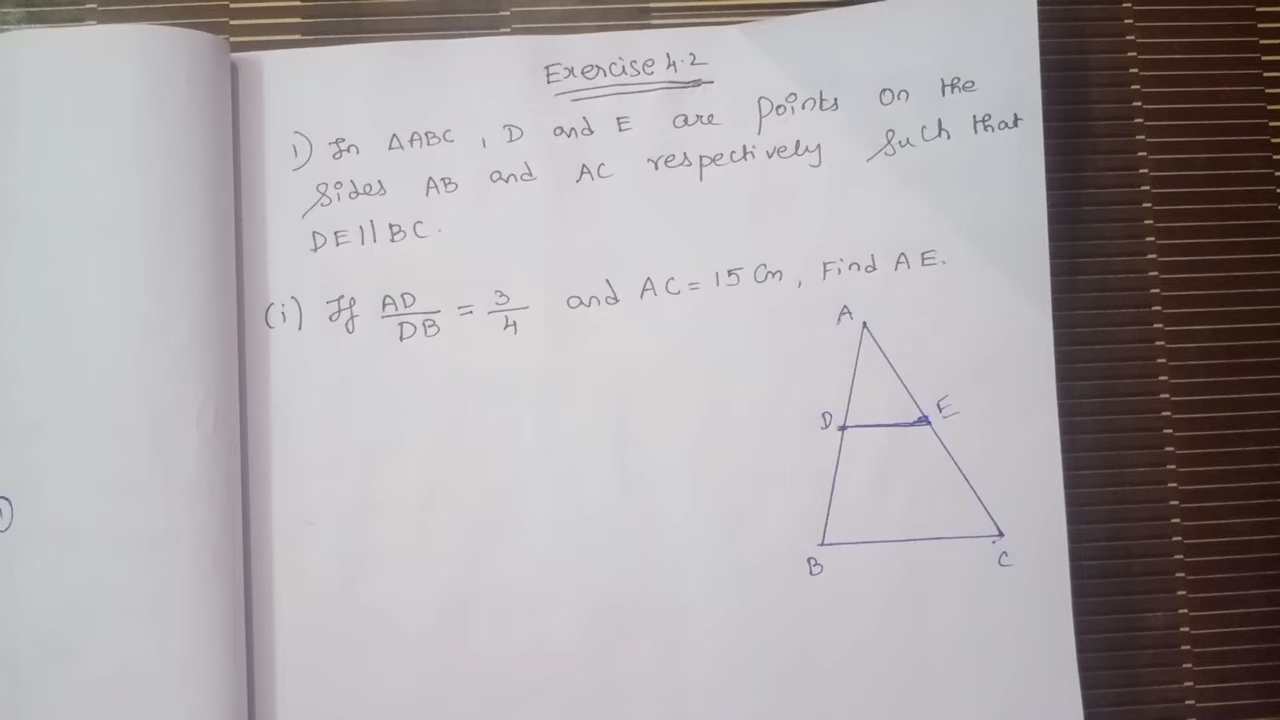 Exercise 4.2
1) In ΔABC, D and E are points on the
sides AB and AC respectively such that
DE||BC.
(i) If AD/DB = 3/4 and AC = 15 Cm, Find AE.
A
D
E
B
C